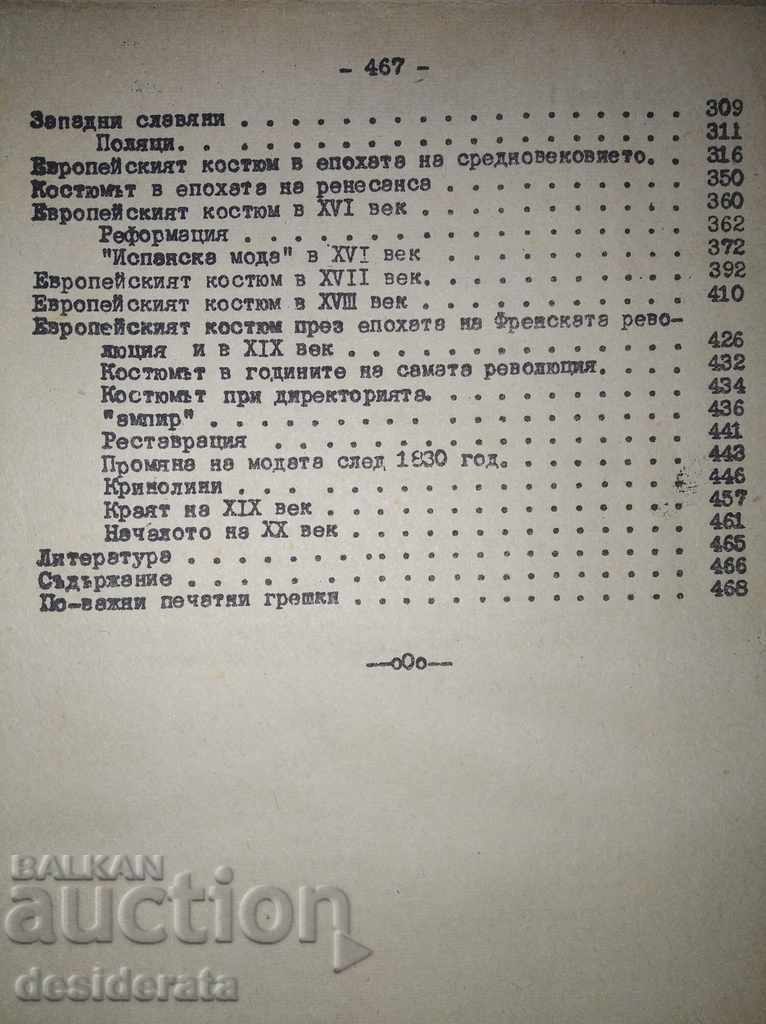 - 467 -
Западни славяни . . . . . . . . . . . . . . . . . . . 309
Поляци. . . . . . . . . . . . . . . . . . . . . . 311
Европейският костюм в епохата на средновековието. . 316
Костюмът в епохата на ренесанса . . . . . . . . . . 350
Европейският костюм в XVI век . . . . . . . . . . . 360
Реформация . . . . . . . . . . . . . . . . . . . 362
"Испанска мода" в XVI век . . . . . . . . . . . 372
Европейският костюм в XVII век. . . . . . . . . . . 392
Европейският костюм в XVIII век . . . . . . . . . . 410
Европейският костюм през епохата на Френската рево-
люция и в XIX век . . . . . . . . . . . . . . . 426
Костюмът в годините на самата революция. . . . 432
Костюмът при директорията. . . . . . . . . . . 434
"ампир" . . . . . . . . . . . . . . . . . . . . 436
Реставрация . . . . . . . . . . . . . . . . . . 441
Промяна на модата след 1830 год. . . . . . . . 443
Кринолини . . . . . . . . . . . . . . . . . . . 446
Краят на XIX век . . . . . . . . . . . . . . . 457
Началото на XX век . . . . . . . . . . . . . . 461
Литература . . . . . . . . . . . . . . . . . . . . 465
Съдържание . . . . . . . . . . . . . . . . . . . . 466
По-важни печатни грешки . . . . . . . . . . . . . . 468
—oOo—
BALKAN
auction
desiderata